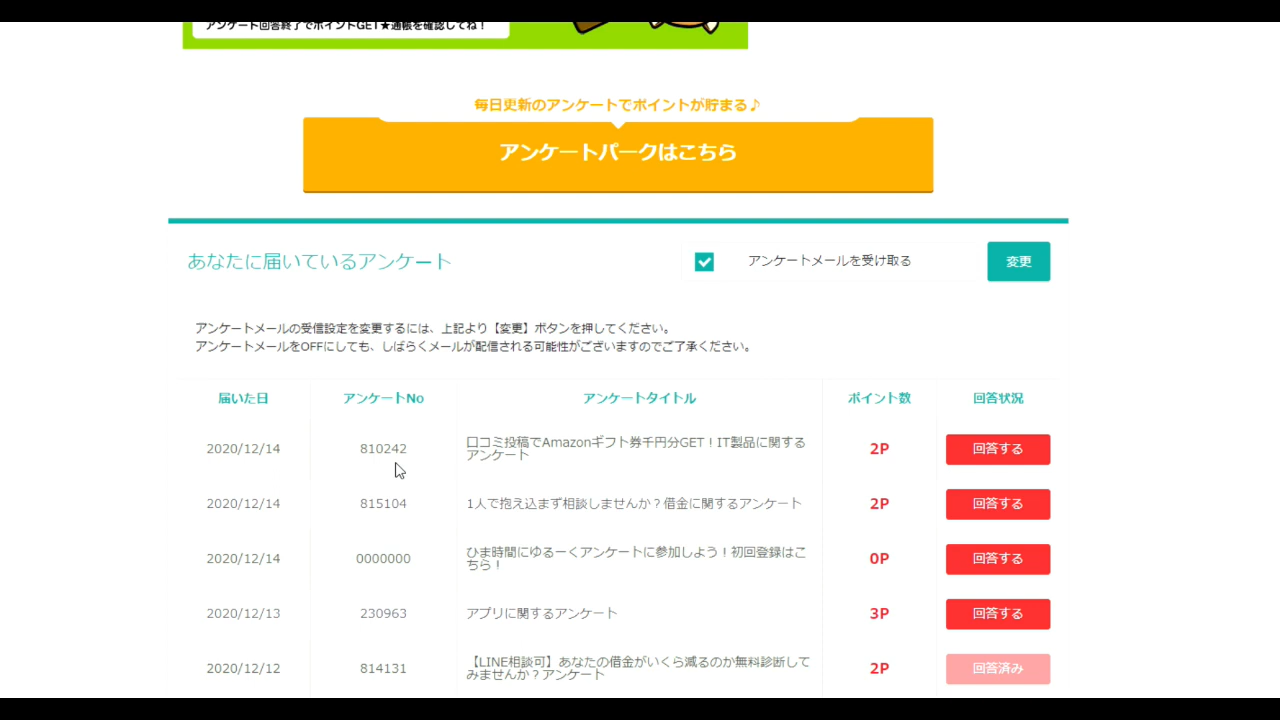 アンケート回答終了でポイントGET★通帳を確認してね！
毎日更新のアンケートでポイントが貯まる♪
アンケートパークはこちら
あなたに届いているアンケート
アンケートメールを受け取る
変更
アンケートメールの受信設定を変更するには、上記より【変更】ボタンを押してください。
アンケートメールをOFFにしても、しばらくメールが配信される可能性がございますのでご了承ください。
届いた日 アンケートNo アンケートタイトル ポイント数 回答状況
2020/12/14 810242 口コミ投稿でAmazonギフト券千円分GET！IT製品に関する
アンケート 2P 回答する
2020/12/14 815104 1人で抱え込まず相談しませんか？借金に関するアンケート 2P 回答する
2020/12/14 0000000 ひま時間にゆるーくアンケートに参加しよう！初回登録はこ
ちら！ 0P 回答する
2020/12/13 230963 アプリに関するアンケート 3P 回答する
2020/12/12 814131 【LINE相談可】あなたの借金がいくら減るのか無料診断して
みませんか？アンケート 2P 回答済み